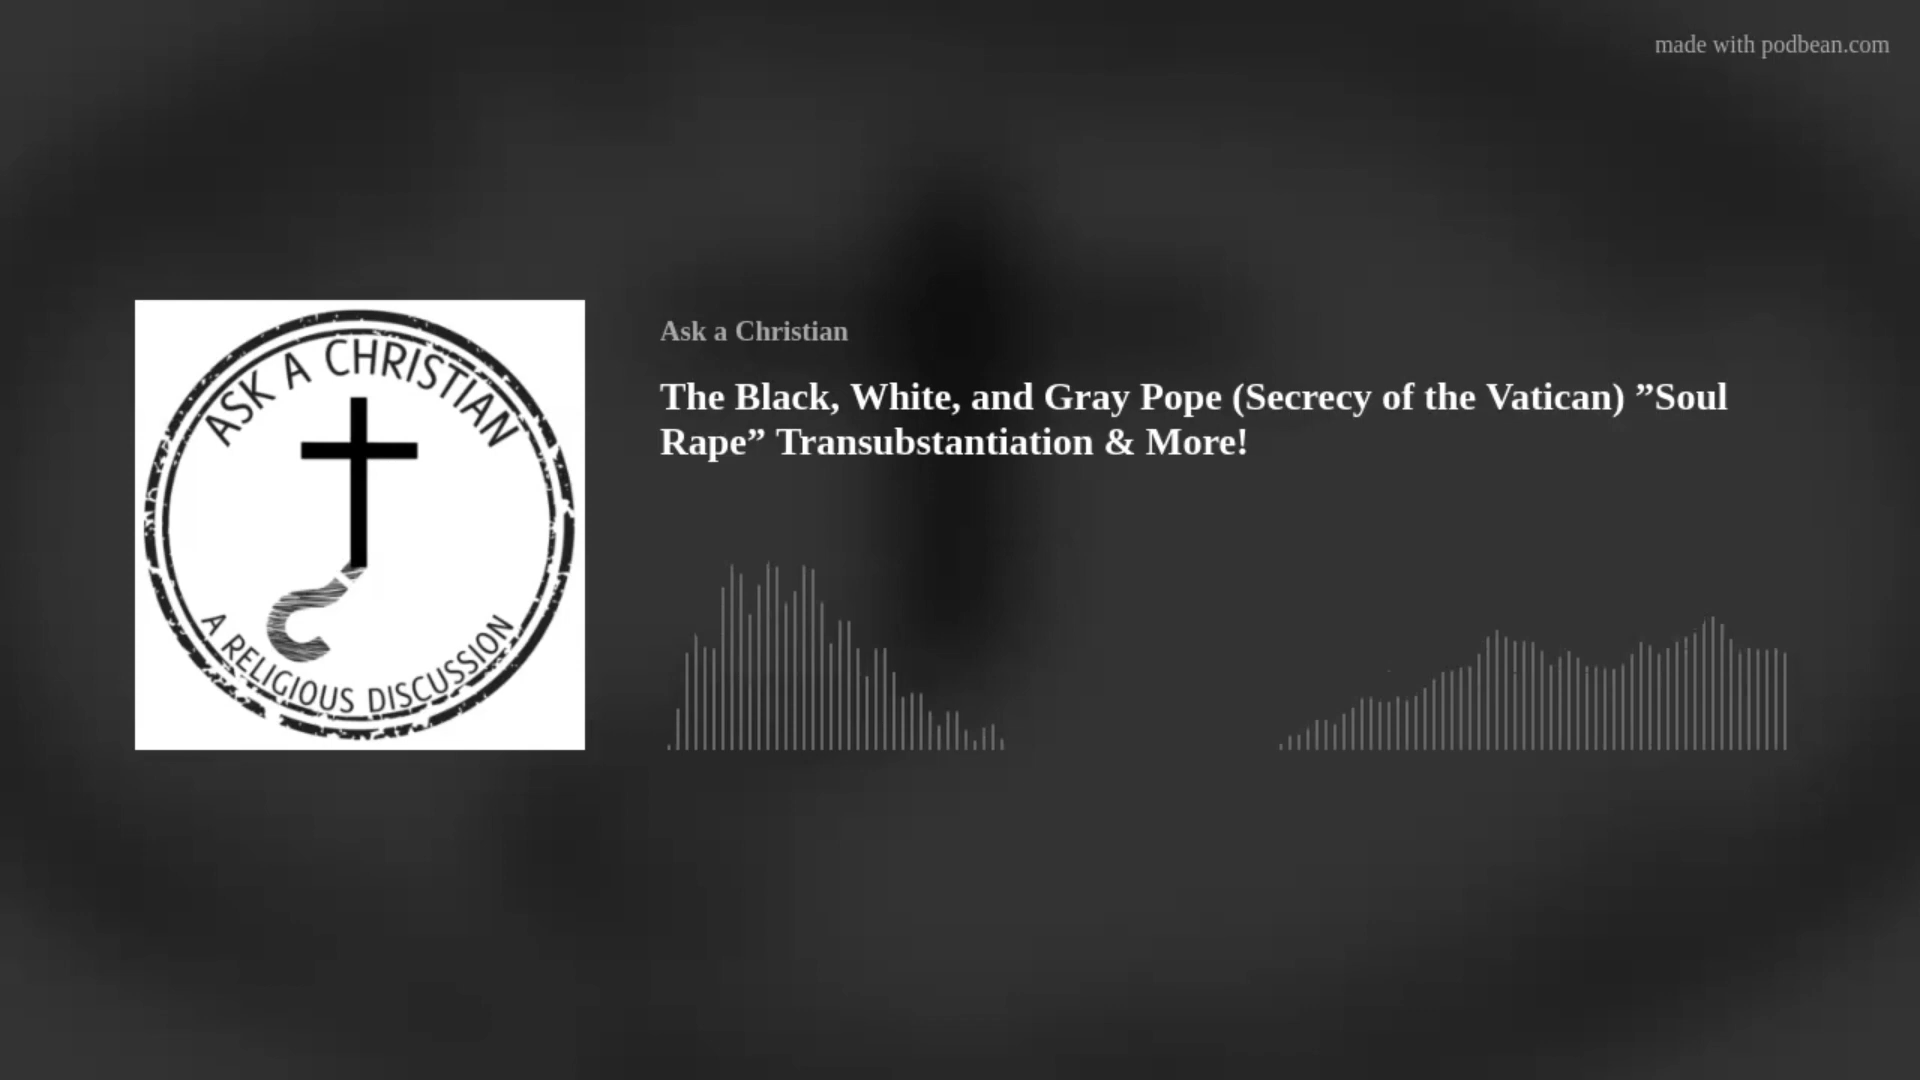 made with podbean.com
ASK A CHRISTIAN
A RELIGIOUS DISCUSSION
Ask a Christian
The Black, White, and Gray Pope (Secrecy of the Vatican) ”Soul
Rape” Transubstantiation & More!